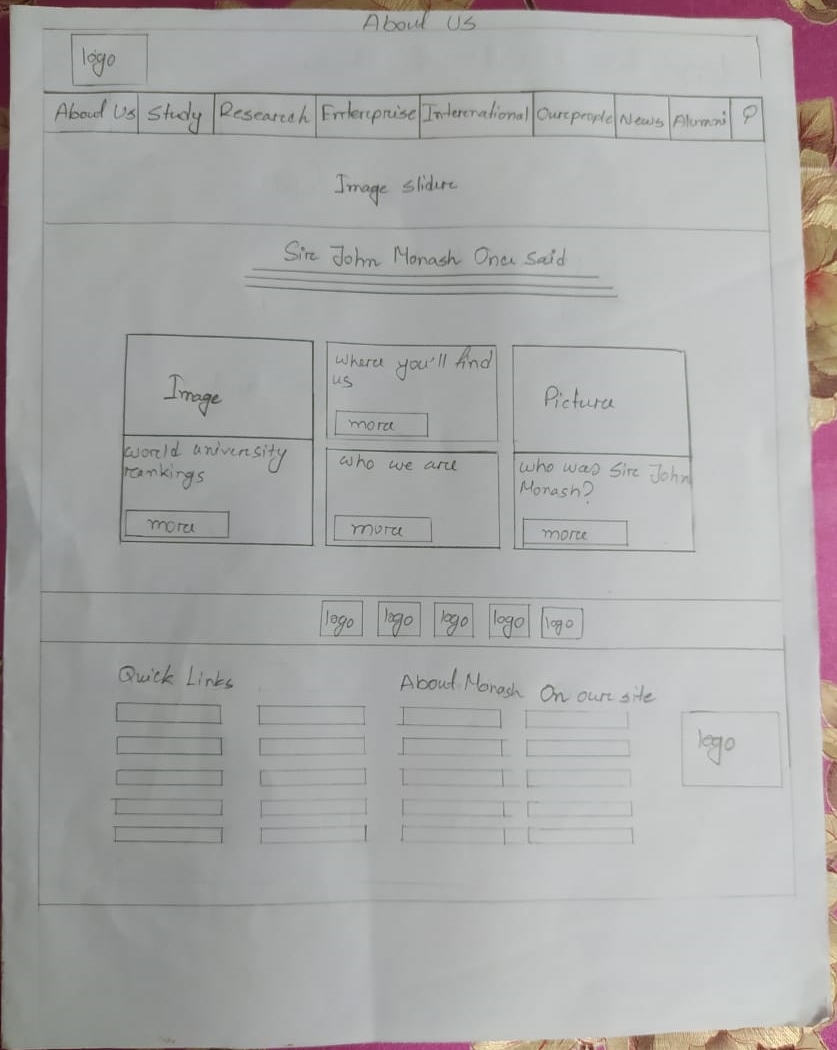 About Us
logo
About Us Study Research Enterprise International Our people News Alumni
Image slider
Sir John Monash Once said
Image
where you'll find
us
more
Picture
world university
rankings
more
who we are
more
who was Sir John
Monash?
more
logo logo logo logo logo
Quick Links
About Monash
On our site
logo